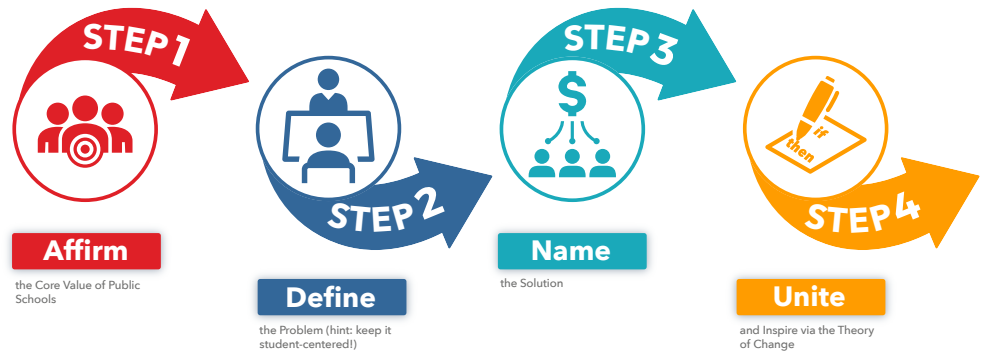 STEP 1
Affirm
the Core Value of Public
Schools
STEP 2
Define
the Problem (hint: keep it
student-centered!)
STEP 3
Name
the Solution
STEP 4
if
then
Unite
and Inspire via the Theory
of Change